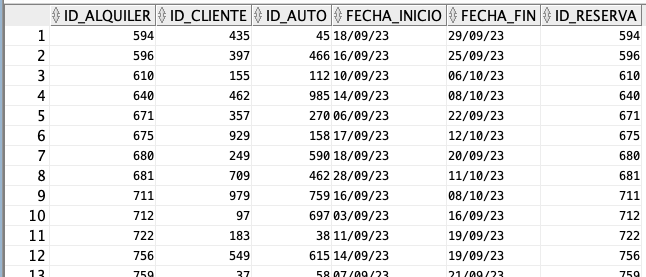 ID_ALQUILER ID_CLIENTE ID_AUTO FECHA_INICIO FECHA_FIN ID_RESERVA
1 594 435 45 18/09/23 29/09/23 594
2 596 397 466 16/09/23 25/09/23 596
3 610 155 112 10/09/23 06/10/23 610
4 640 462 985 14/09/23 08/10/23 640
5 671 357 270 06/09/23 22/09/23 671
6 675 929 158 17/09/23 12/10/23 675
7 680 249 590 18/09/23 20/09/23 680
8 681 709 462 28/09/23 11/10/23 681
9 711 979 759 16/09/23 08/10/23 711
10 712 97 697 03/09/23 16/09/23 712
11 722 183 38 11/09/23 19/09/23 722
12 756 549 615 14/09/23 19/09/23 756
13 759 37 58 07/09/23 21/09/23 759